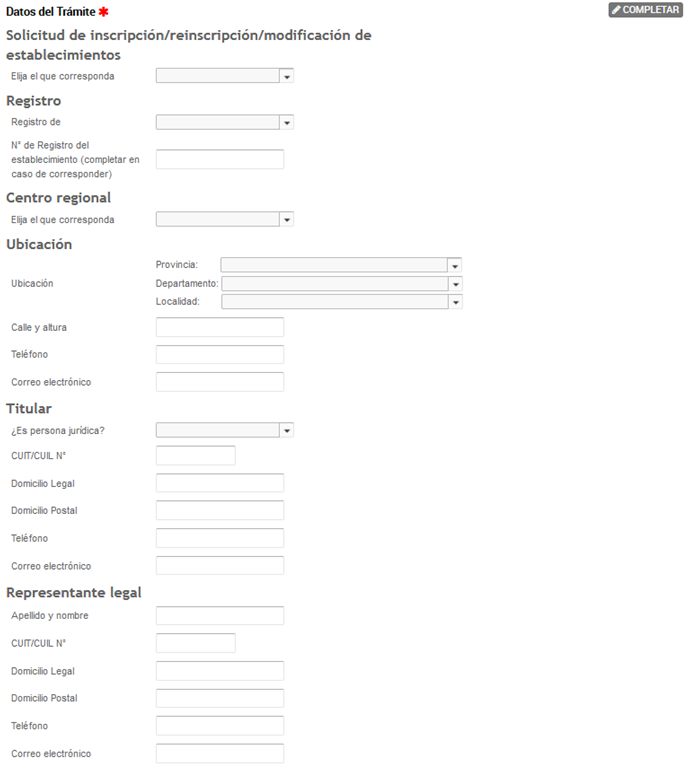 Datos del Trámite ✱
COMPLETAR
Solicitud de inscripción/reinscripción/modificación de
establecimientos
Elija el que corresponda
Registro
Registro de
N° de Registro del
establecimiento (completar en
caso de corresponder)
Centro regional
Elija el que corresponda
Ubicación
Provincia:
Ubicación
Departamento:
Localidad:
Calle y altura
Teléfono
Correo electrónico
Titular
¿Es persona jurídica?
CUIT/CUIL N°
Domicilio Legal
Domicilio Postal
Teléfono
Correo electrónico
Representante legal
Apellido y nombre
CUIT/CUIL N°
Domicilio Legal
Domicilio Postal
Teléfono
Correo electrónico